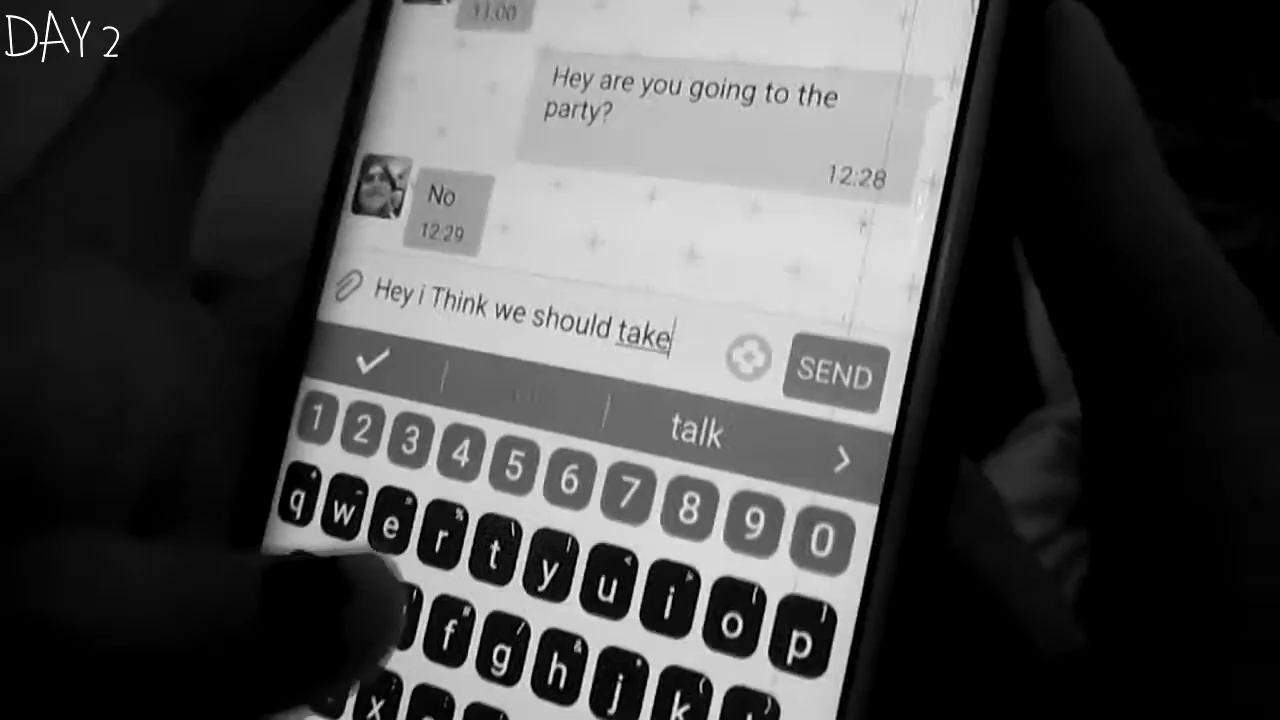 DAY 2
11.00
Hey are you going to the
party?
12:28
No
12:29
Hey i Think we should take
SEND
talk
1 2 3 4 5 6 7 8 9 0
q w e r t y u i o p
f g h j k
x